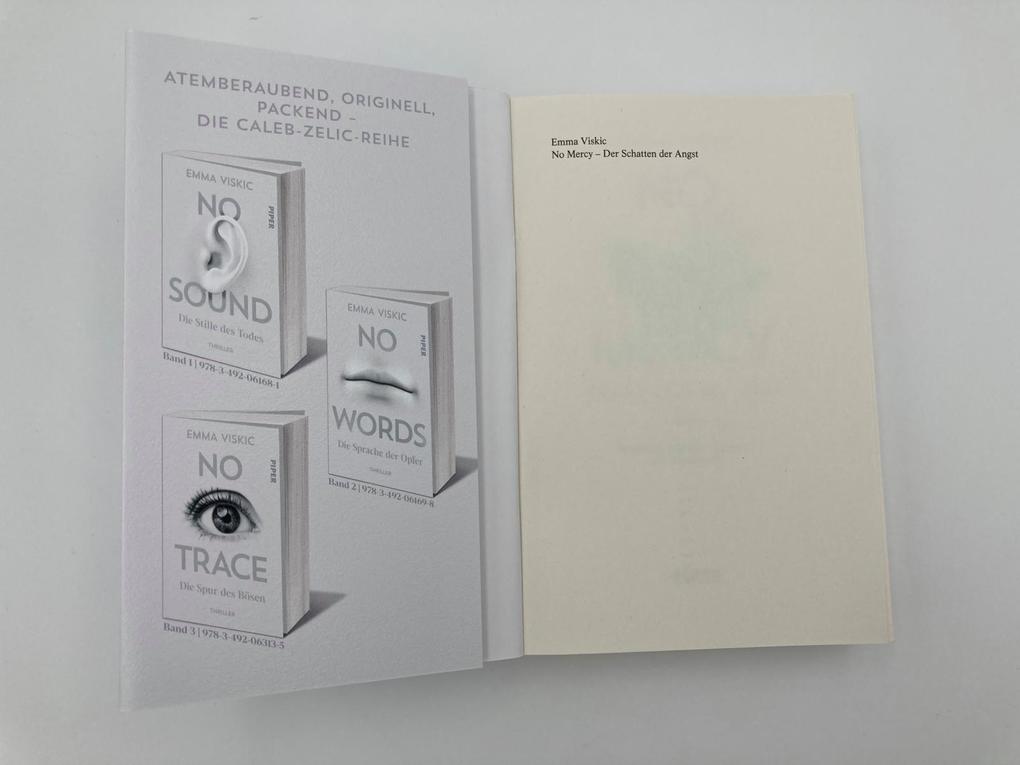 ATEMBERAUBEND, ORIGINELL,
PACKEND –
DIE CALEB-ZELIC-REIHE
EMMA VISKIC
NO
PIPER
SOUND
Die Stille des Todes
THRILLER
Band 1 | 978-3-492-06168-1
EMMA VISKIC
NO
PIPER
WORDS
Die Sprache der Opfer
THRILLER
Band 2 | 978-3-492-06169-8
EMMA VISKIC
NO
PIPER
TRACE
Die Spur des Bösen
THRILLER
Band 3 | 978-3-492-06313-5
Emma Viskic
No Mercy – Der Schatten der Angst